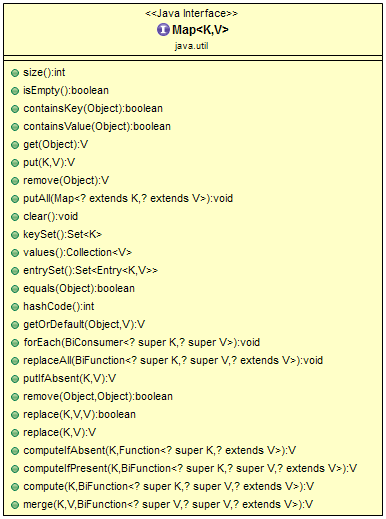 <<Java Interface>>
I Map<K,V>
java.util
size():int
isEmpty():boolean
containsKey(Object):boolean
containsValue(Object):boolean
get(Object):V
put(K,V):V
remove(Object):V
putAll(Map<? extends K,? extends V>):void
clear():void
keySet():Set<K>
values():Collection<V>
entrySet():Set<Entry<K,V>>
equals(Object):boolean
hashCode():int
getOrDefault(Object,V):V
forEach(BiConsumer<? super K,? super V>):void
replaceAll(BiFunction<? super K,? super V,? extends V>):void
putIfAbsent(K,V):V
remove(Object,Object):boolean
replace(K,V,V):boolean
replace(K,V):V
computeIfAbsent(K,Function<? super K,? extends V>):V
computeIfPresent(K,BiFunction<? super K,? super V,? extends V>):V
compute(K,BiFunction<? super K,? super V,? extends V>):V
merge(K,V,BiFunction<? super V,? super V,? extends V>):V